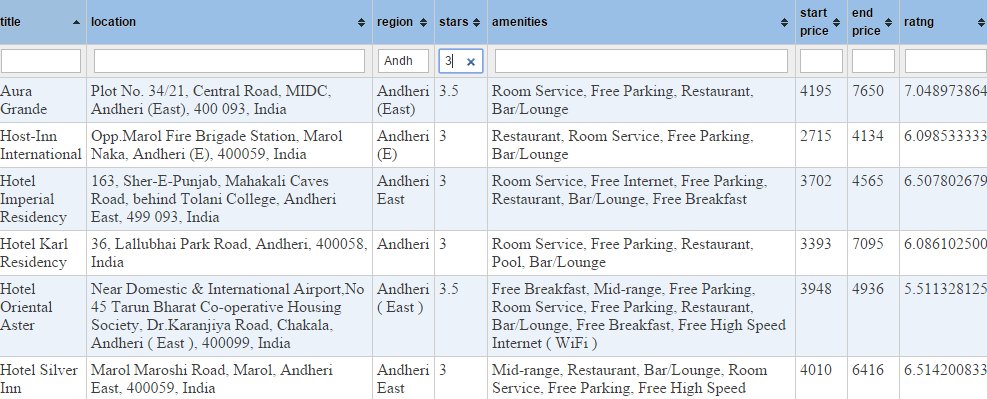 title location region stars amenities start price end price ratng
Andh 3 ×
Aura Grande Plot No. 34/21, Central Road, MIDC, Andheri (East), 400 093, India Andheri (East) 3.5 Room Service, Free Parking, Restaurant, Bar/Lounge 4195 7650 7.048973864
Host-Inn International Opp.Marol Fire Brigade Station, Marol Naka, Andheri (E), 400059, India Andheri (E) 3 Restaurant, Room Service, Free Parking, Bar/Lounge 2715 4134 6.098533333
Hotel Imperial Residency 163, Sher-E-Punjab, Mahakali Caves Road, behind Tolani College, Andheri East, 499 093, India Andheri East 3 Room Service, Free Internet, Free Parking, Restaurant, Bar/Lounge, Free Breakfast 3702 4565 6.507802679
Hotel Karl Residency 36, Lallubhai Park Road, Andheri, 400058, India Andheri 3 Room Service, Free Parking, Restaurant, Pool, Bar/Lounge 3393 7095 6.086102500
Hotel Oriental Aster Near Domestic & International Airport,No 45 Tarun Bharat Co-operative Housing Society, Dr.Karanjiya Road, Chakala, Andheri ( East ), 400099, India Andheri ( East ) 3.5 Free Breakfast, Mid-range, Free Parking, Room Service, Free Parking, Restaurant, Bar/Lounge, Free Breakfast, Free High Speed Internet ( WiFi ) 3948 4936 5.511328125
Hotel Silver Inn Marol Maroshi Road, Marol, Andheri East, 400059, India Andheri East 3 Mid-range, Restaurant, Bar/Lounge, Room Service, Free Parking, Free High Speed 4010 6416 6.514200833